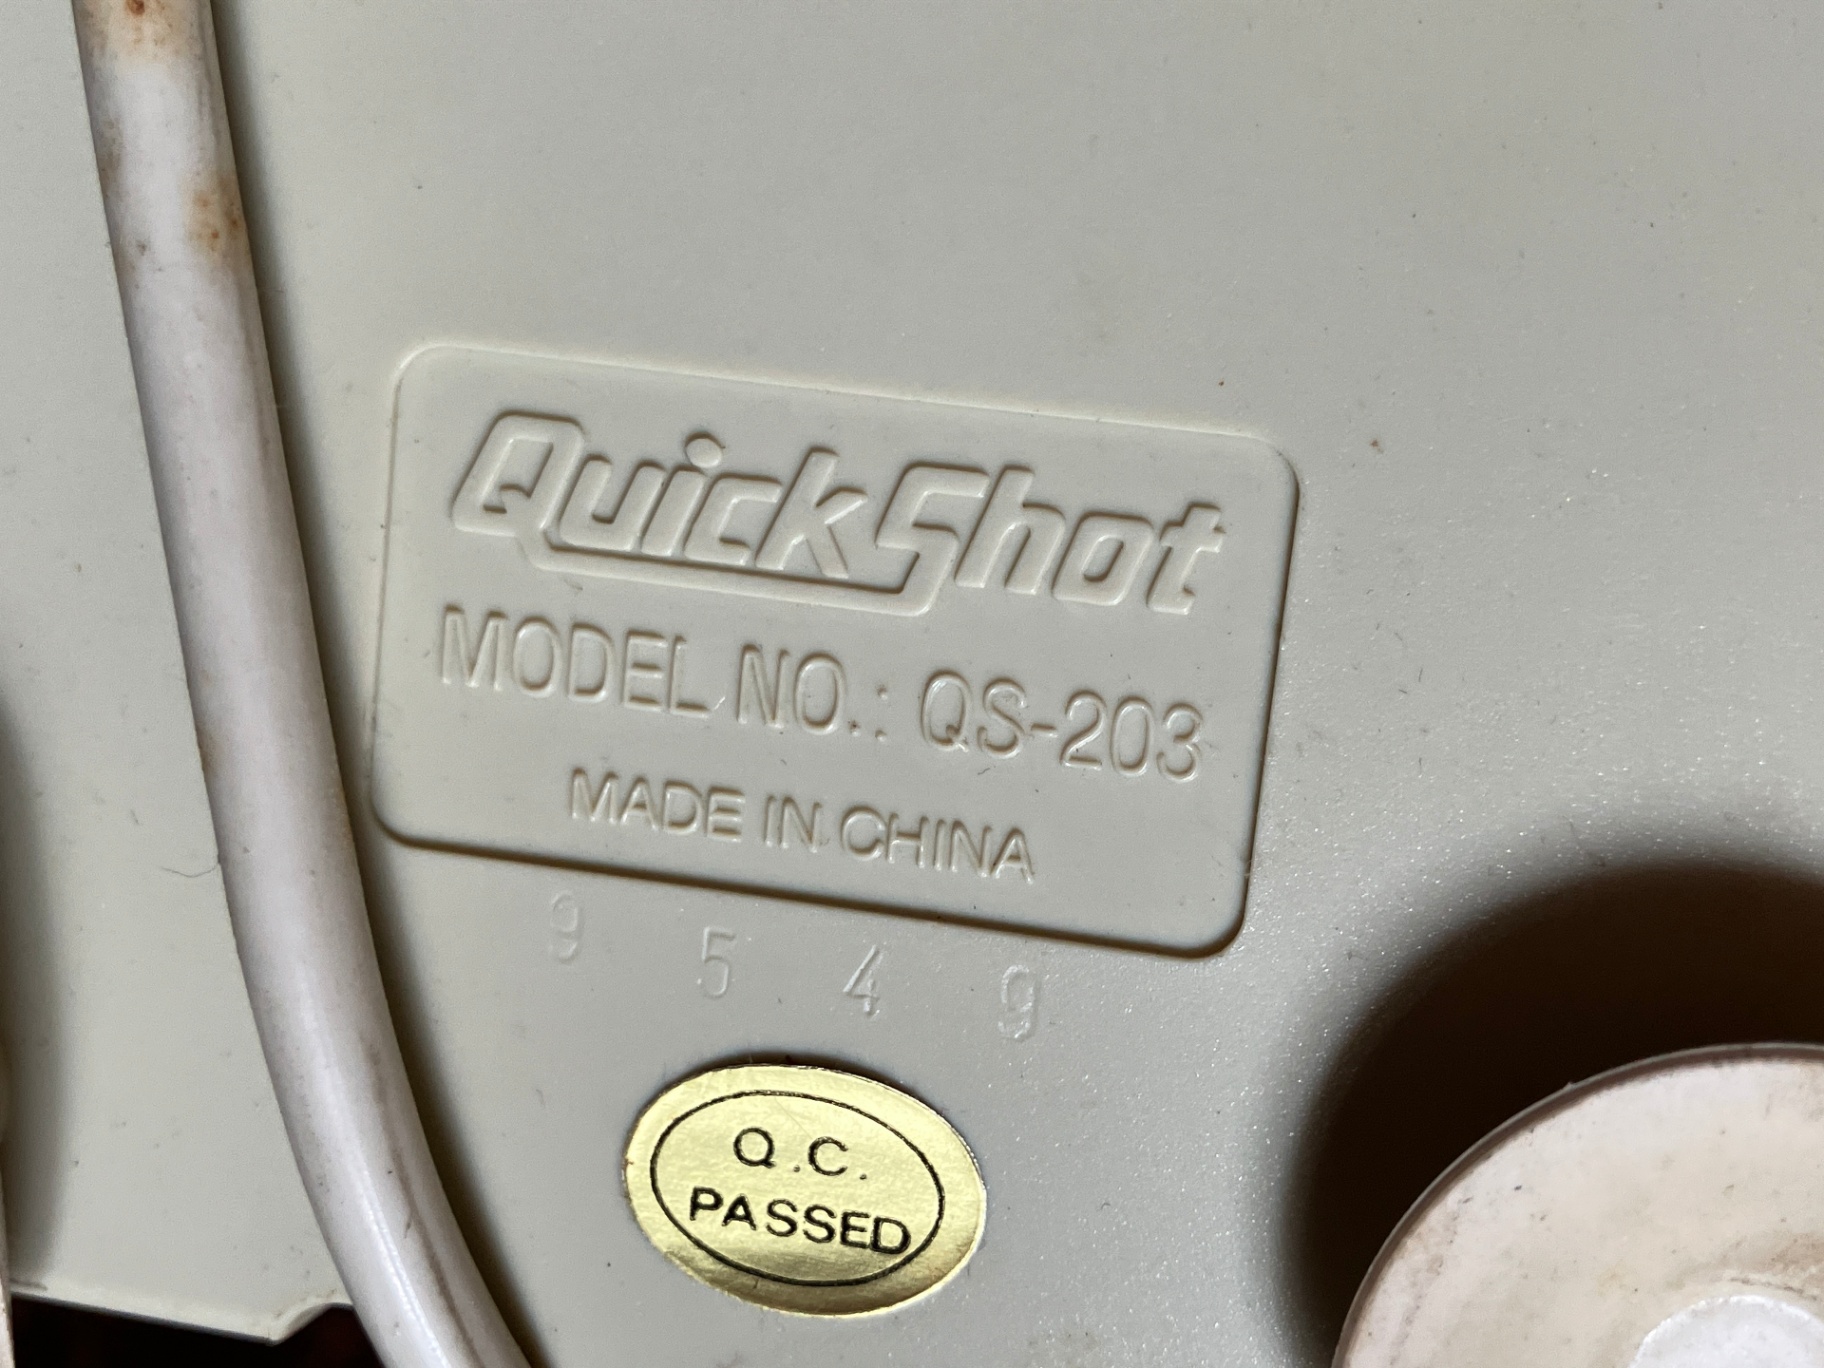 QuickShot
MODEL NO.: QS-203
MADE IN CHINA
9 5 4 9
Q.C.
PASSED